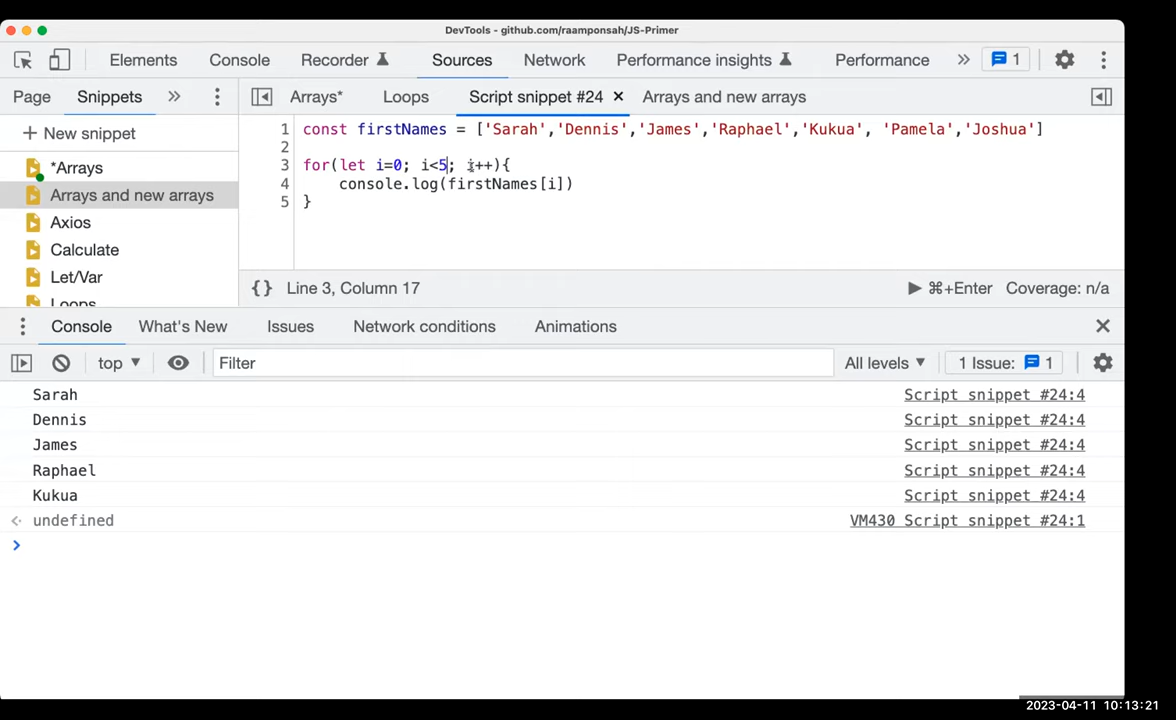 DevTools - github.com/raamponsah/JS-Primer
Elements Console Recorder Sources Network Performance insights Performance » 1
Page Snippets »
Arrays* Loops Script snippet #24 × Arrays and new arrays
+ New snippet
*Arrays
Arrays and new arrays
Axios
Calculate
Let/Var
Loops
1 const firstNames = ['Sarah','Dennis','James','Raphael','Kukua', 'Pamela','Joshua']
2
3 for(let i=0; i<5; i++){
4 console.log(firstNames[i])
5 }
{} Line 3, Column 17 ⌘+Enter Coverage: n/a
Console What's New Issues Network conditions Animations
top ▼ Filter All levels ▼ 1 Issue: 1
Sarah Script snippet #24:4
Dennis Script snippet #24:4
James Script snippet #24:4
Raphael Script snippet #24:4
Kukua Script snippet #24:4
undefined VM430 Script snippet #24:1
2023-04-11 10:13:21